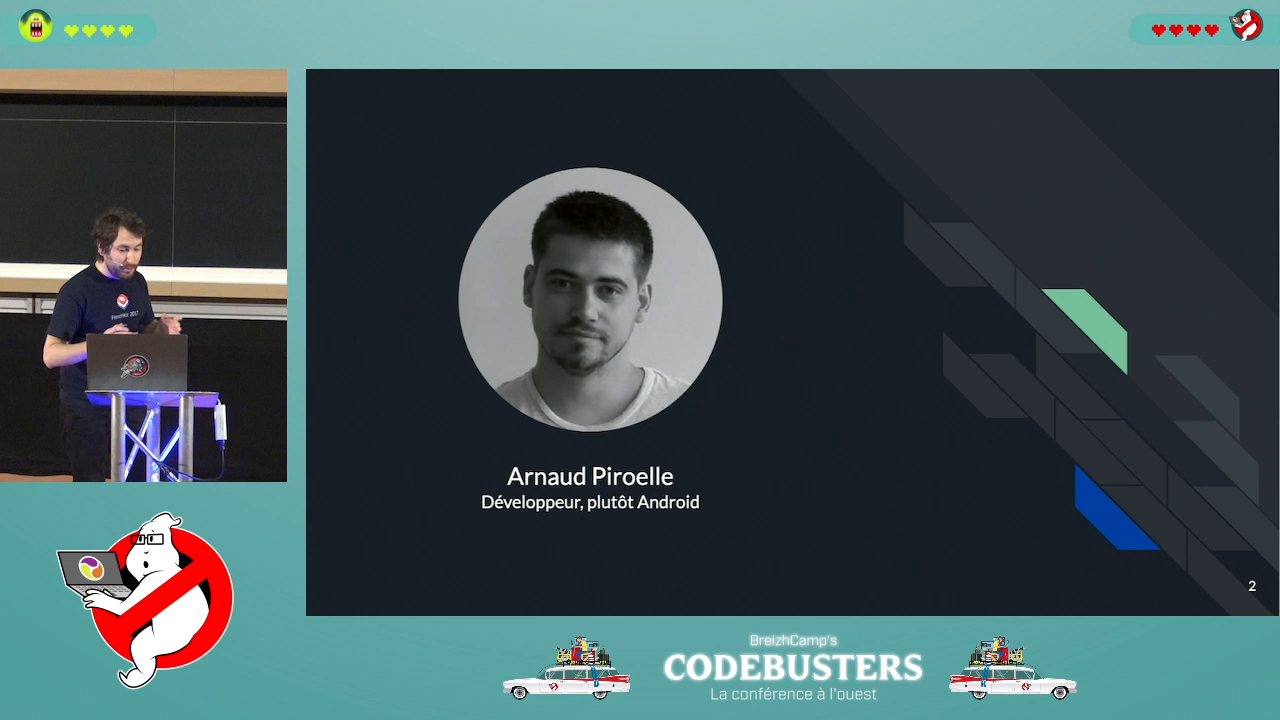 Arnaud Piroelle
Développeur, plutôt Android
2
BreizhCamp's
CODEBUSTERS
La conférence à l'ouest